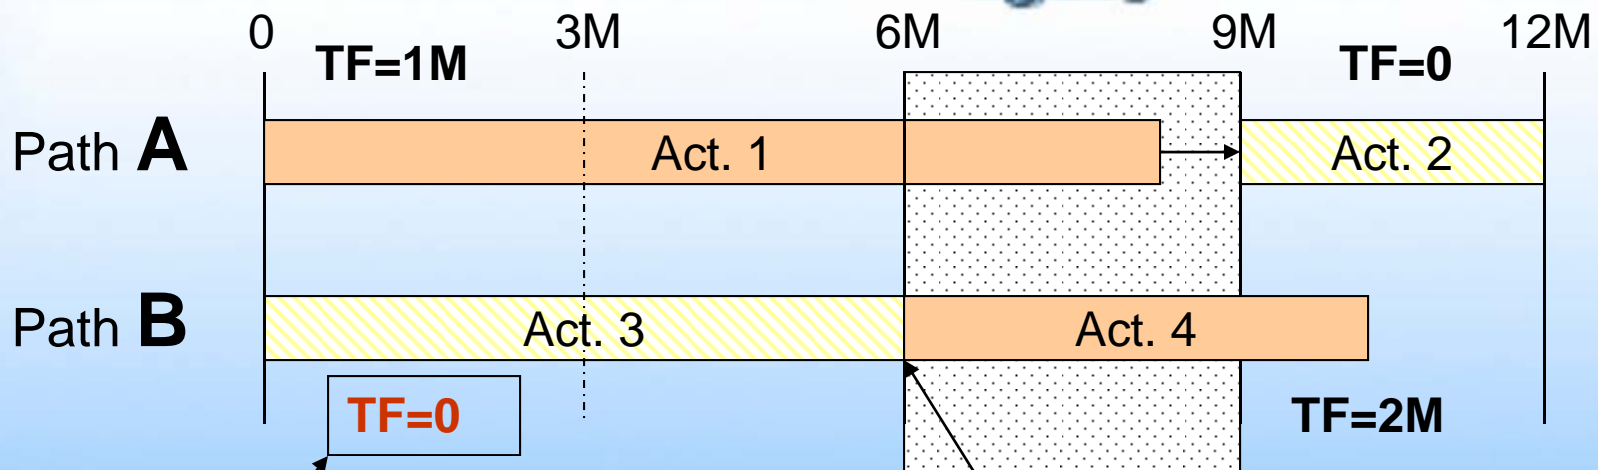 0 3M 6M 9M 12M
TF=1M TF=0
Path A Act. 1 Act. 2
Path B Act. 3 Act. 4
TF=0 TF=2M